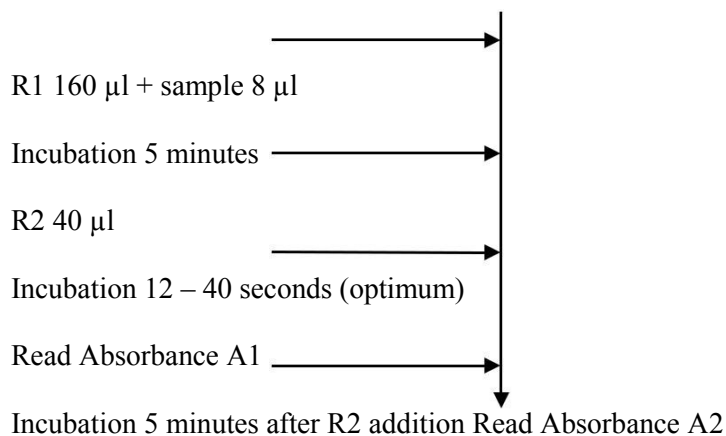 R1 160 µl + sample 8 µl
Incubation 5 minutes
R2 40 µl
Incubation 12 – 40 seconds (optimum)
Read Absorbance A1
Incubation 5 minutes after R2 addition Read Absorbance A2